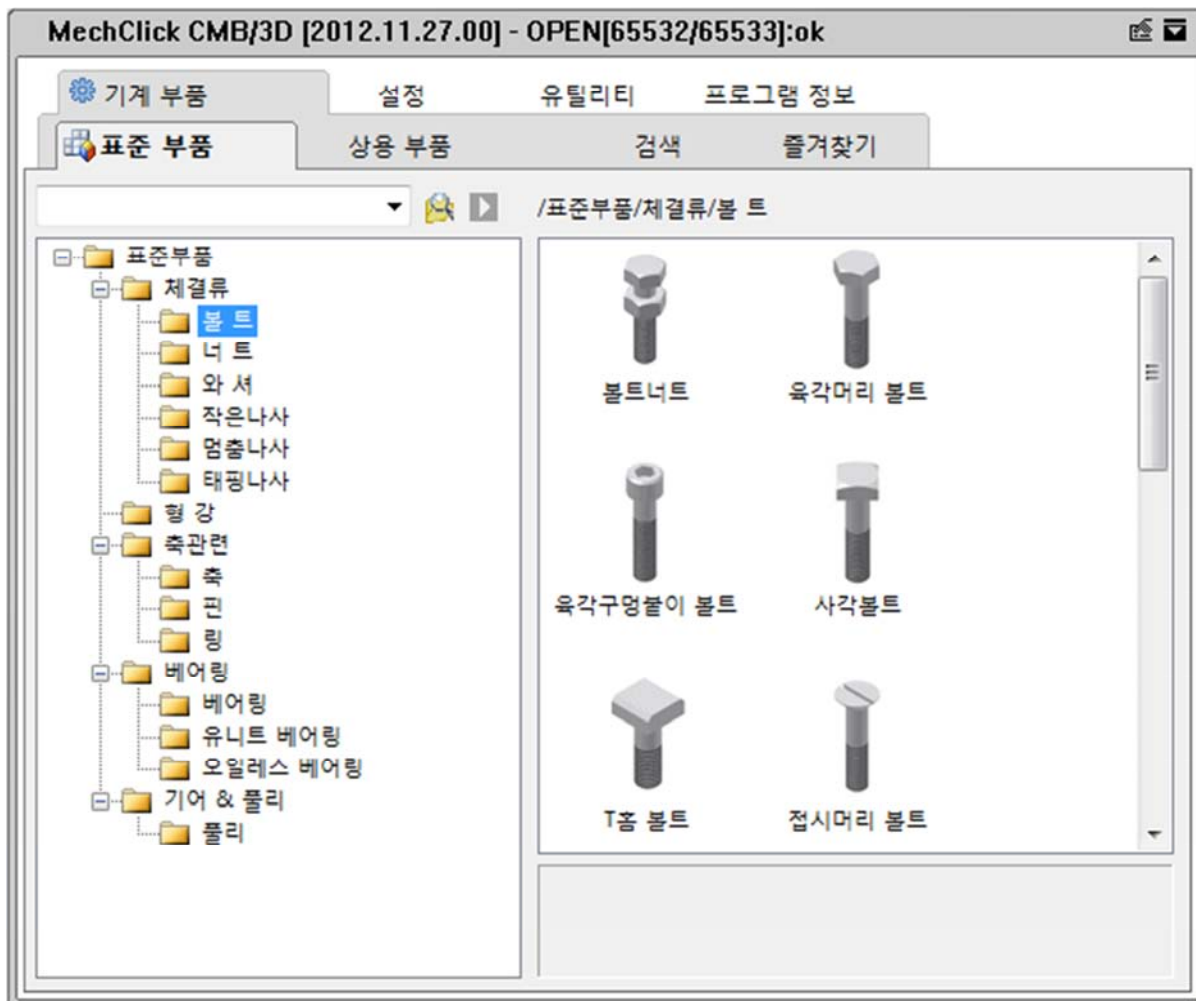 MechClick CMB/3D [2012.11.27.00] - OPEN[65532/65533]:ok
기계 부품 설정 유틸리티 프로그램 정보
표준 부품 상용 부품 검색 즐겨찾기
/표준부품/체결류/볼 트
표준부품
체결류
볼 트
너 트
와 셔
작은나사
멈춤나사
태핑나사
형 강
축관련
축
핀
링
베어링
베어링
유니트 베어링
오일레스 베어링
기어 & 풀리
풀리
볼트너트 육각머리 볼트
육각구멍붙이 볼트 사각볼트
T홈 볼트 접시머리 볼트